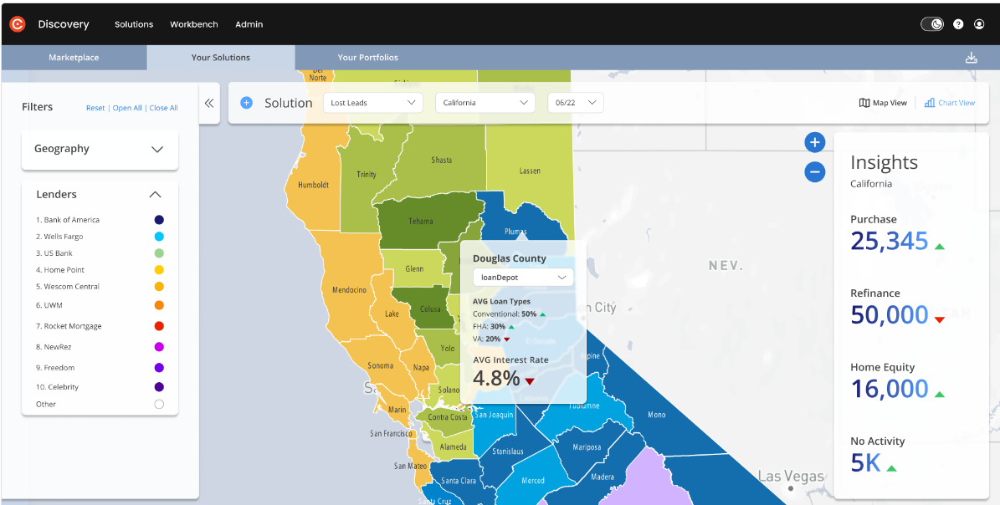 Discovery
Solutions Workbench Admin
Marketplace Your Solutions Your Portfolios
Filters
Reset | Open All | Close All
Geography
Lenders
1. Bank of America
2. Wells Fargo
3. US Bank
4. Home Point
5. Wescom Central
6. UWM
7. Rocket Mortgage
8. NewRez
9. Freedom
10. Celebrity
Other
Solution Lost Leads California 06/22
Map View Chart View
Del
Norte
Shasta
Lassen
Trinity
Humboldt
Tehama
Plumas
Glenn
Mendocino
Lake
Colusa
Yolo
Sonoma
Napa
Solano
Marin
Contra Costa
San Joaquin
Tuolumne
Mono
San Francisco
Alameda
Stanislaus
Mariposa
San Mateo
Santa Clara
Merced
Madera
Santa Cruz
NEV.
City
Las Vegas
Douglas County
loanDepot
AVG Loan Types
Conventional: 50%
FHA: 30%
VA: 20%
AVG Interest Rate
4.8%
Insights
California
Purchase
25,345
Refinance
50,000
Home Equity
16,000
No Activity
5K